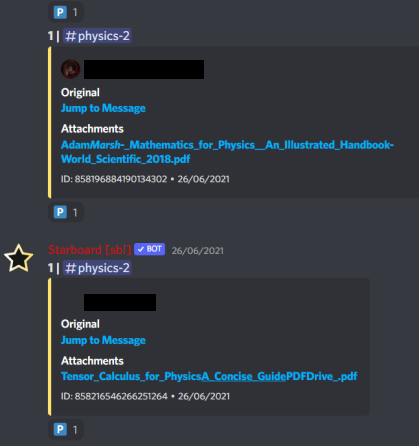 P 1
1 | #physics-2
Original
Jump to Message
Attachments
AdamMarsh-_Mathematics_for_Physics__An_Illustrated_Handbook-
World_Scientific_2018.pdf
ID: 858196884190134302 • 26/06/2021
P 1
Starboard [sb!] ✓ BOT 26/06/2021
1 | #physics-2
Original
Jump to Message
Attachments
Tensor_Calculus_for_PhysicsA_Concise_GuidePDFDrive_.pdf
ID: 858216546266251264 • 26/06/2021
P 1